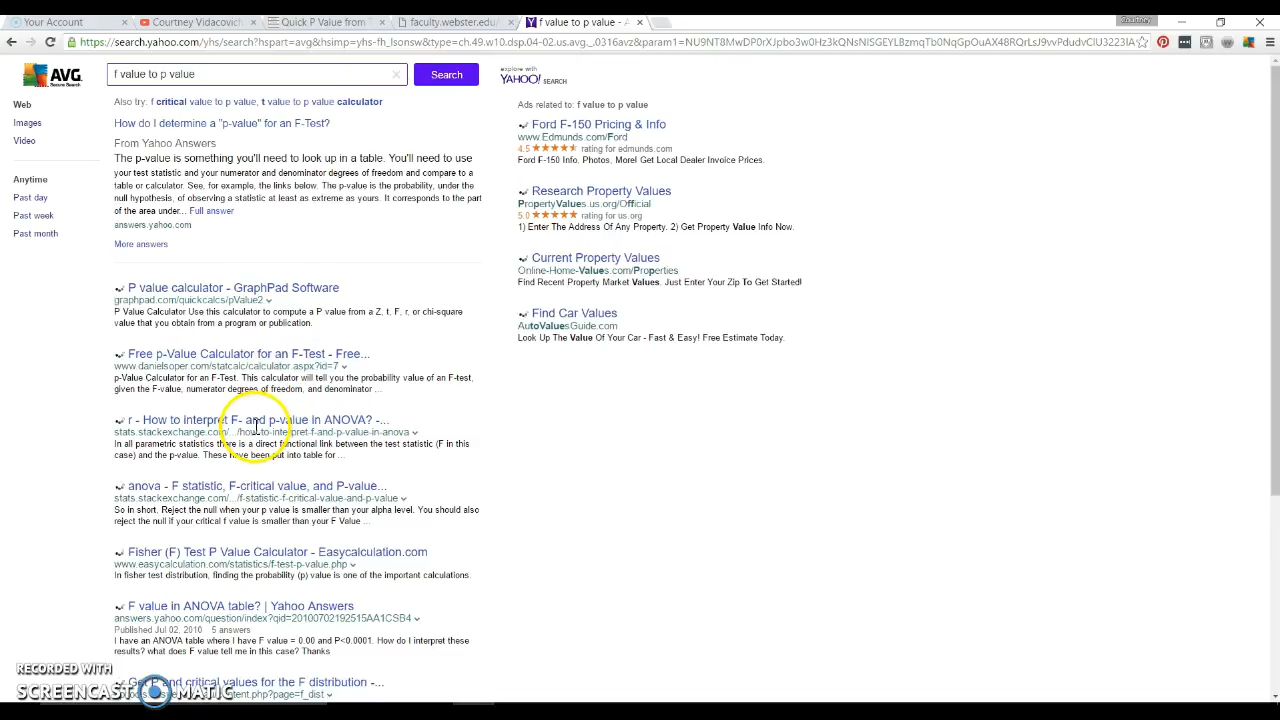 Your Account
Courtney Vidacovich
Quick P Value from
faculty.webster.edu/
f value to p value - A
Courtney
https://search.yahoo.com/yhs/search?hspart=avg&hsimp=yhs-fh_lsonsw&type=ch.49.w10.dsp.04-02.us.avg._.0316avz&param1=
AVG
Secure Search
f value to p value
Search
explore with
YAHOO! SEARCH
Web
Images
Video
Anytime
Past day
Past week
Past month
Also try: f critical value to p value, t value to p value calculator
How do I determine a "p-value" for an F-Test?
From Yahoo Answers
The p-value is something you'll need to look up in a table. You'll need to use
your test statistic and your numerator and denominator degrees of freedom and compare to a
table or calculator. See, for example, the links below. The p-value is the probability, under the
null hypothesis, of observing a statistic at least as extreme as yours. It corresponds to the part
of the area under... Full answer
answers.yahoo.com
More answers
P value calculator - GraphPad Software
graphpad.com/quickcalcs/pValue2
P Value Calculator Use this calculator to compute a P value from a Z, t, F, r, or chi-square
value that you obtain from a program or publication.
Free p-Value Calculator for an F-Test - Free...
www.danielsoper.com/statcalc/calculator.aspx?id=7
p-Value Calculator for an F-Test. This calculator will tell you the probability value of an F-test,
given the F-value, numerator degrees of freedom, and denominator ...
r - How to interpret F- and p-value in ANOVA? -...
stats.stackexchange.com/.../how-to-interpret-f-and-p-value-in-anova
In all parametric statistics there is a direct functional link between the test statistic (F in this
case) and the p-value. These have been put into table for ...
anova - F statistic, F-critical value, and P-value...
stats.stackexchange.com/.../f-statistic-f-critical-value-and-p-value
So in short. Reject the null when your p value is smaller than your alpha level. You should also
reject the null if your critical f value is smaller than your F Value ...
Fisher (F) Test P Value Calculator - Easycalculation.com
www.easycalculation.com/statistics/f-test-p-value.php
In fisher test distribution, finding the probability (p) value is one of the important calculations.
F value in ANOVA table? | Yahoo Answers
answers.yahoo.com/question/index?qid=20100702192515AA1CSB4
Published Jul 02, 2010 5 answers
I have an ANOVA table where I have F value = 0.00 and P<0.0001. How do I interpret these
results? what does F value tell me in this case? Thanks
Get P and critical values for the F distribution -...
Ads related to: f value to p value
Ford F-150 Pricing & Info
www.Edmunds.com/Ford
4.5 rating for edmunds.com
Ford F-150 Info, Photos, More! Get Local Dealer Invoice Prices.
Research Property Values
PropertyValues.us.org/Official
5.0 rating for us.org
1) Enter The Address Of Any Property. 2) Get Property Value Info Now.
Current Property Values
Online-Home-Values.com/Properties
Find Recent Property Market Values. Just Enter Your Zip To Get Started!
Find Car Values
AutoValuesGuide.com
Look Up The Value Of Your Car - Fast & Easy! Free Estimate Today.
RECORDED WITH
SCREENCAST MATIC